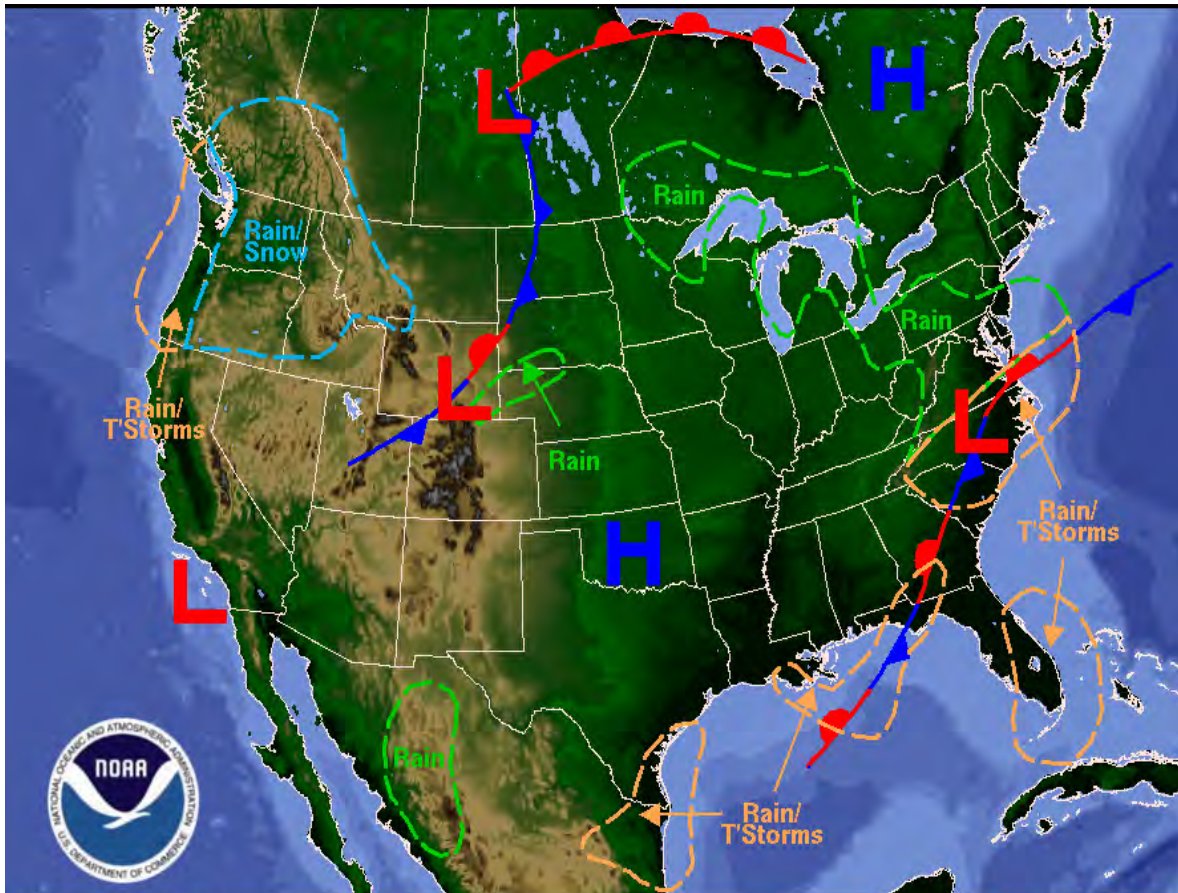 L
H
Rain
Rain/
Snow
Rain
L
Rain/
T'Storms
L
Rain
H
Rain/
T'Storms
L
Rain
Rain/
T'Storms
NATIONAL OCEANIC AND ATMOSPHERIC ADMINISTRATION
NOAA
U.S. DEPARTMENT OF COMMERCE